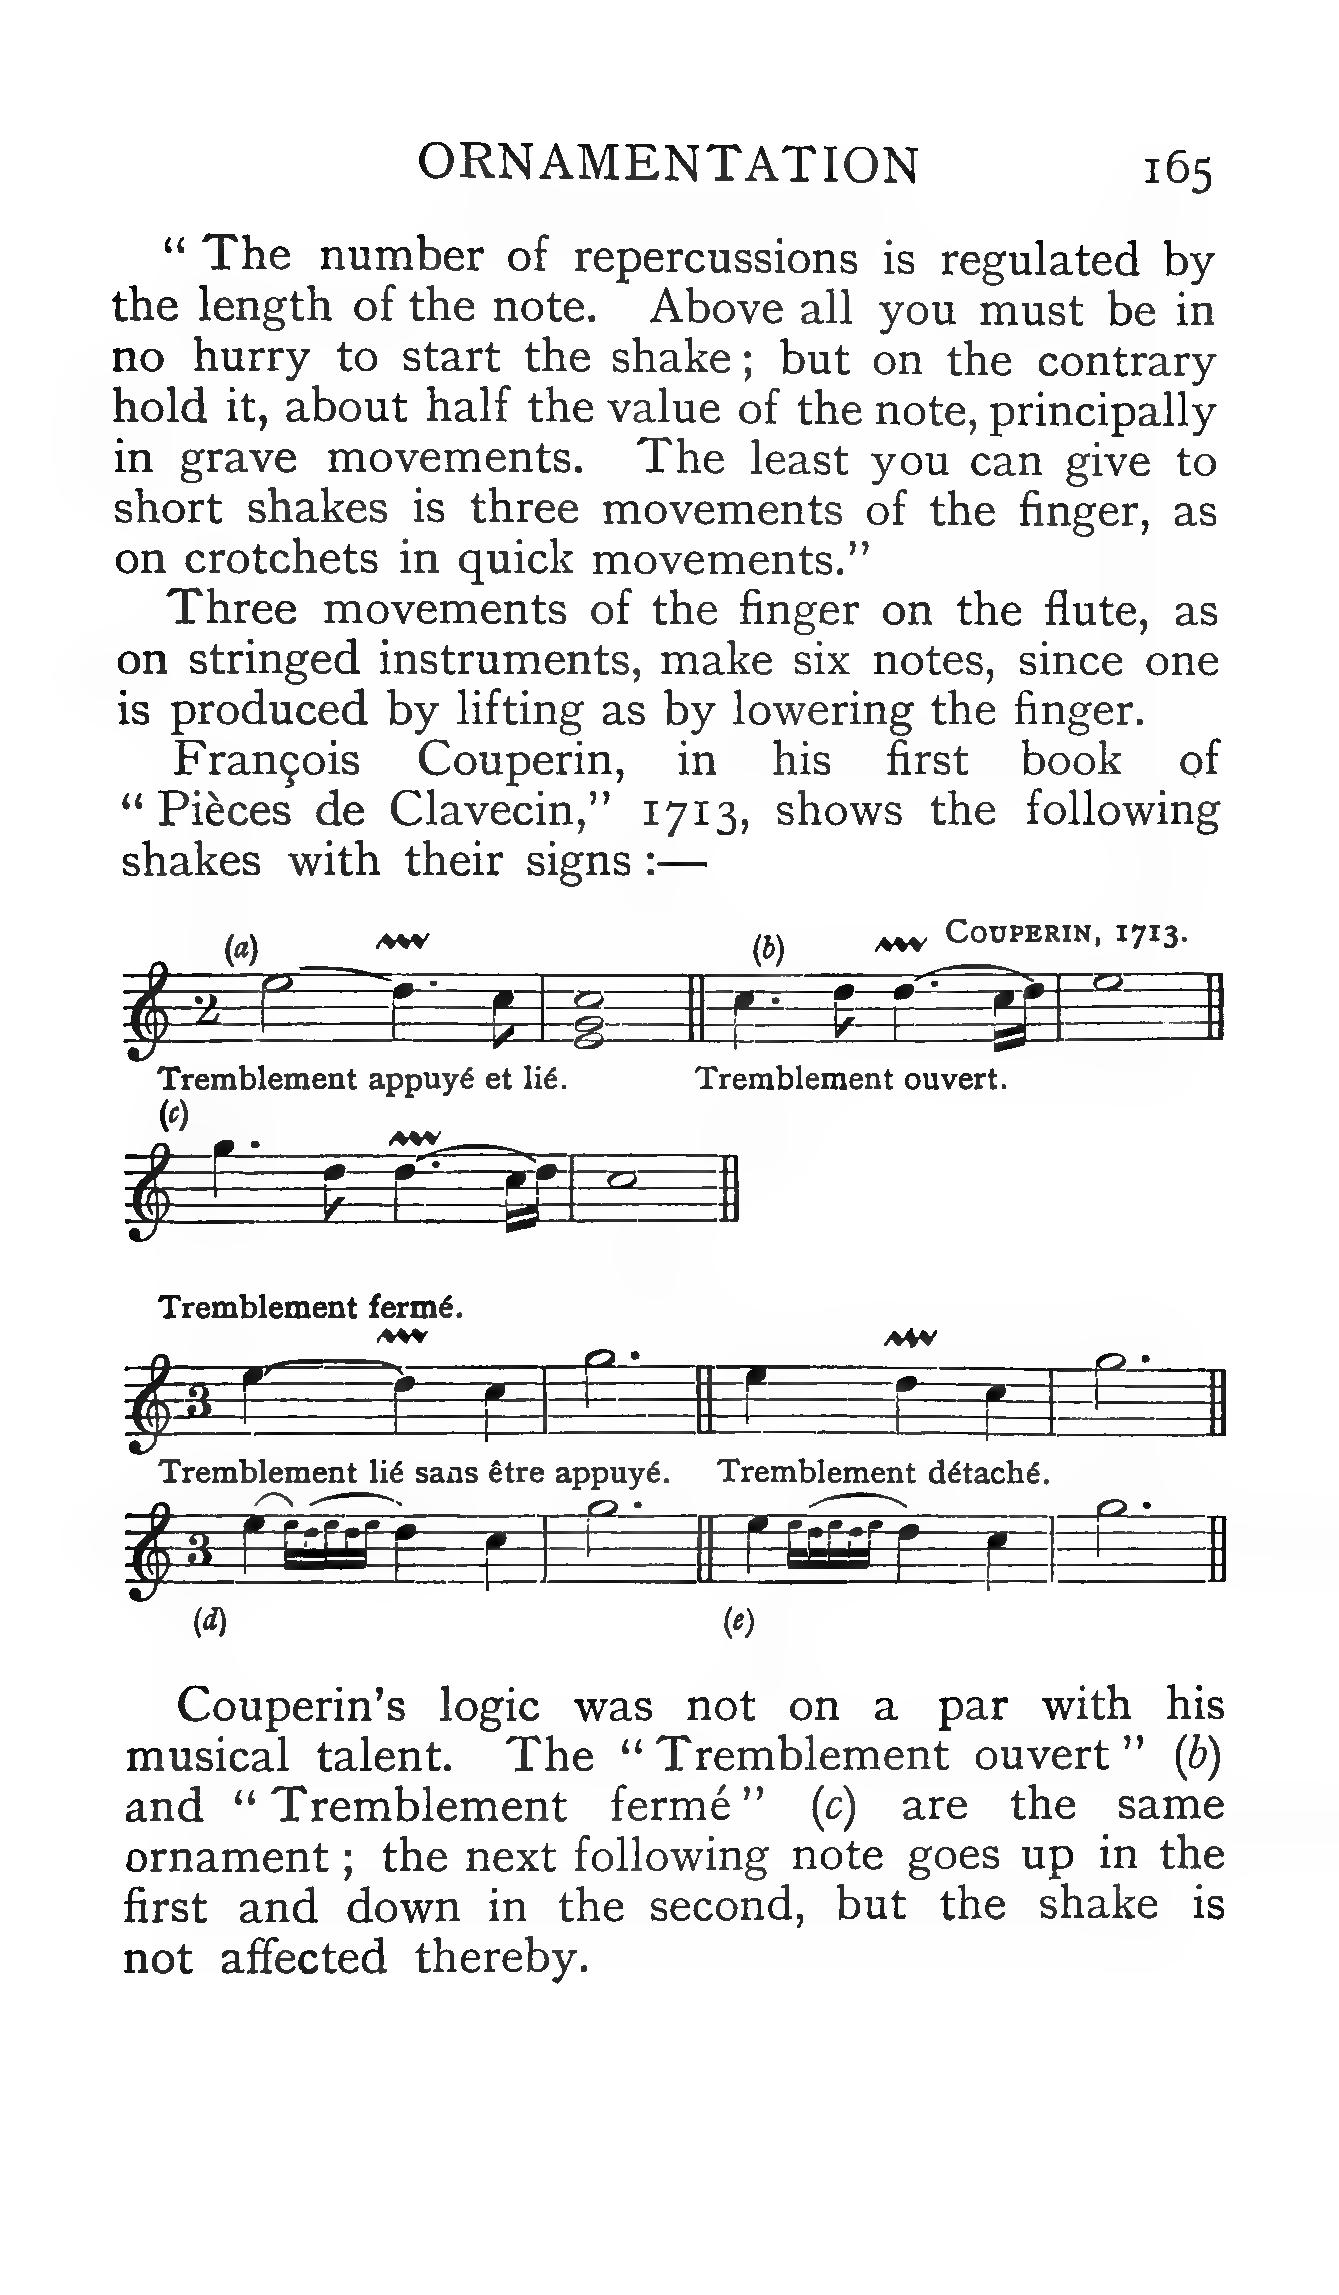 ORNAMENTATION 165
“ The number of repercussions is regulated by
the length of the note. Above all you must be in
no hurry to start the shake ; but on the contrary
hold it, about half the value of the note, principally
in grave movements. The least you can give to
short shakes is three movements of the finger, as
on crotchets in quick movements.”
Three movements of the finger on the flute, as
on stringed instruments, make six notes, since one
is produced by lifting as by lowering the finger.
François Couperin, in his first book of
“ Pièces de Clavecin,” 1713, shows the following
shakes with their signs :—
(a) (b) COUPERIN, 1713.
2
Tremblement appuyé et lié. Tremblement ouvert.
(c)
Tremblement fermé.
3
Tremblement lié sans être appuyé. Tremblement détaché.
3
(d) (e)
Couperin’s logic was not on a par with his
musical talent. The “ Tremblement ouvert ” (b)
and “ Tremblement fermé ” (c) are the same
ornament ; the next following note goes up in the
first and down in the second, but the shake is
not affected thereby.